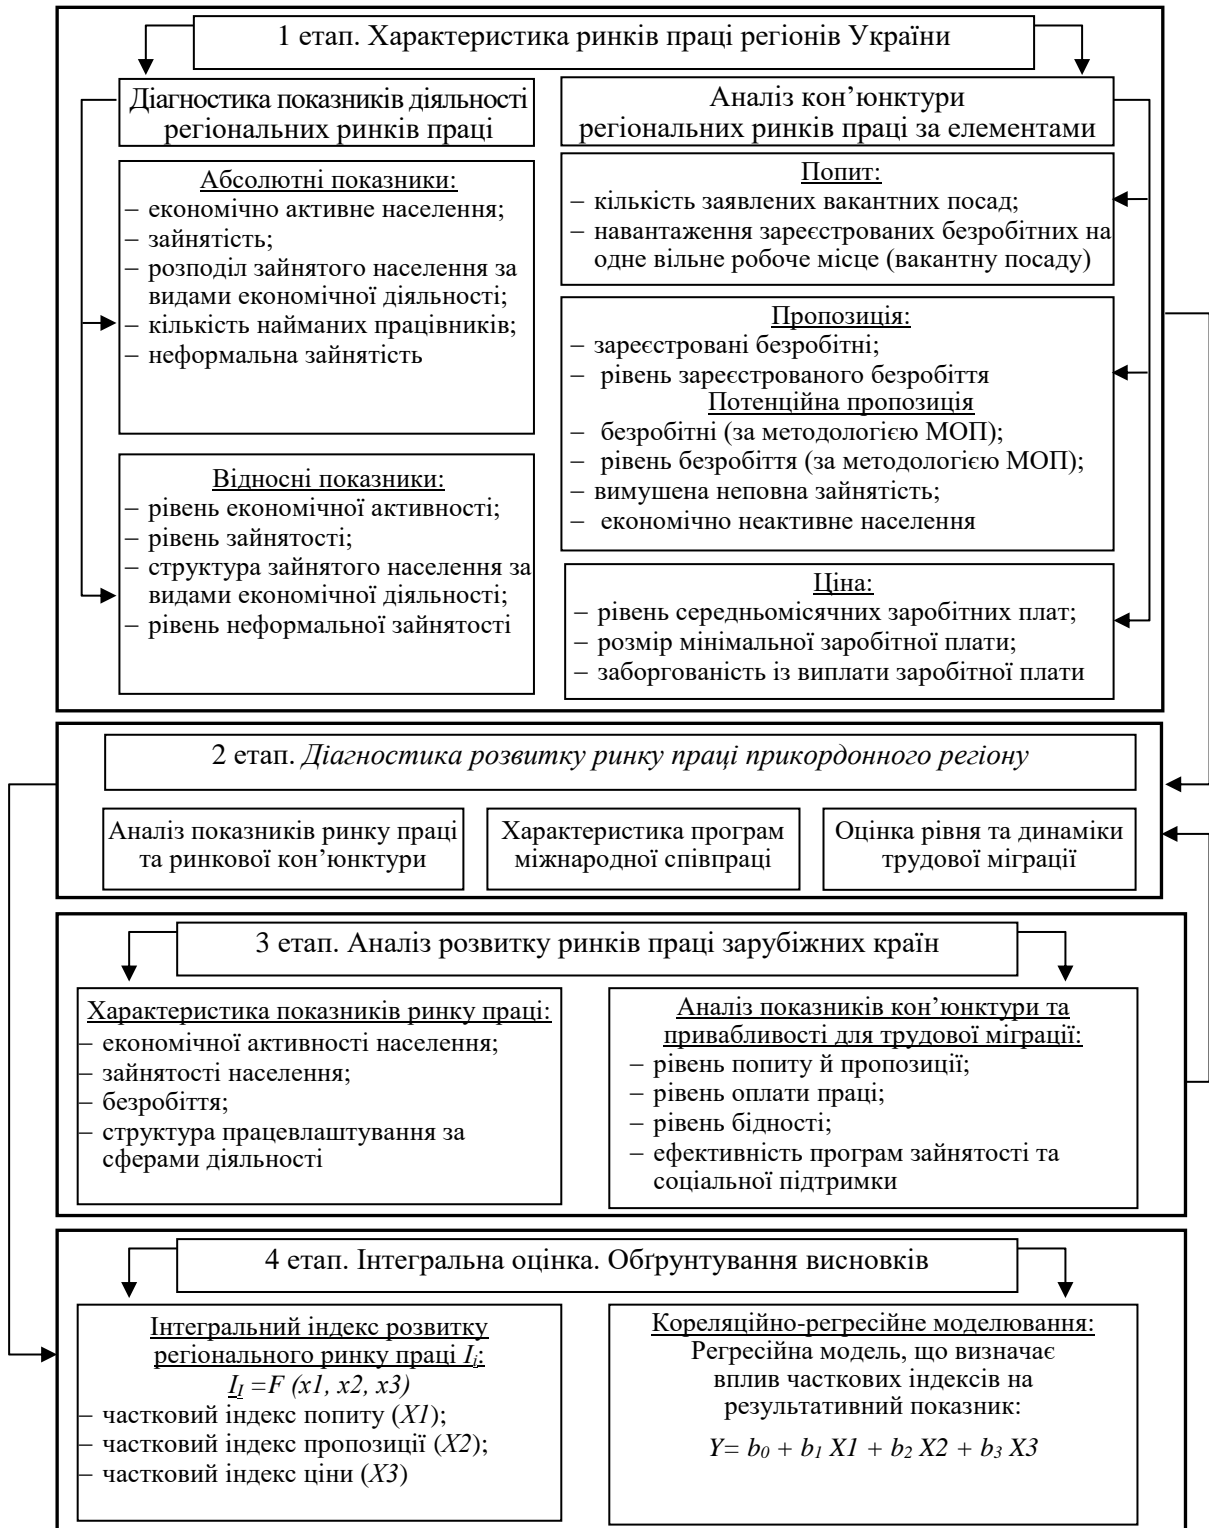 1 етап. Характеристика ринків праці регіонів України
Діагностика показників діяльності
регіональних ринків праці
Абсолютні показники:
– економічно активне населення;
– зайнятість;
– розподіл зайнятого населення за
видами економічної діяльності;
– кількість найманих працівників;
– неформальна зайнятість
Відносні показники:
– рівень економічної активності;
– рівень зайнятості;
– структура зайнятого населення за
видами економічної діяльності;
– рівень неформальної зайнятості
Аналіз кон’юнктури
регіональних ринків праці за елементами
Попит:
– кількість заявлених вакантних посад;
– навантаження зареєстрованих безробітних на
одне вільне робоче місце (вакантну посаду)
Пропозиція:
– зареєстровані безробітні;
– рівень зареєстрованого безробіття
Потенційна пропозиція
– безробітні (за методологією МОП);
– рівень безробіття (за методологією МОП);
– вимушена неповна зайнятість;
– економічно неактивне населення
Ціна:
– рівень середньомісячних заробітних плат;
– розмір мінімальної заробітної плати;
– заборгованість із виплати заробітної плати
2 етап. Діагностика розвитку ринку праці прикордонного регіону
Аналіз показників ринку праці
та ринкової кон’юнктури
Характеристика програм
міжнародної співпраці
Оцінка рівня та динаміки
трудової міграції
3 етап. Аналіз розвитку ринків праці зарубіжних країн
Характеристика показників ринку праці:
– економічної активності населення;
– зайнятості населення;
– безробіття;
– структура працевлаштування за
сферами діяльності
Аналіз показників кон’юнктури та
привабливості для трудової міграції:
– рівень попиту й пропозиції;
– рівень оплати праці;
– рівень бідності;
– ефективність програм зайнятості та
соціальної підтримки
4 етап. Інтегральна оцінка. Обґрунтування висновків
Інтегральний індекс розвитку
регіонального ринку праці Ii:
II =F (x1, x2, x3)
– частковий індекс попиту (X1);
– частковий індекс пропозиції (X2);
– частковий індекс ціни (X3)
Кореляційно-регресійне моделювання:
Регресійна модель, що визначає
вплив часткових індексів на
результативний показник:
Y= b0 + b1 X1 + b2 X2 + b3 X3